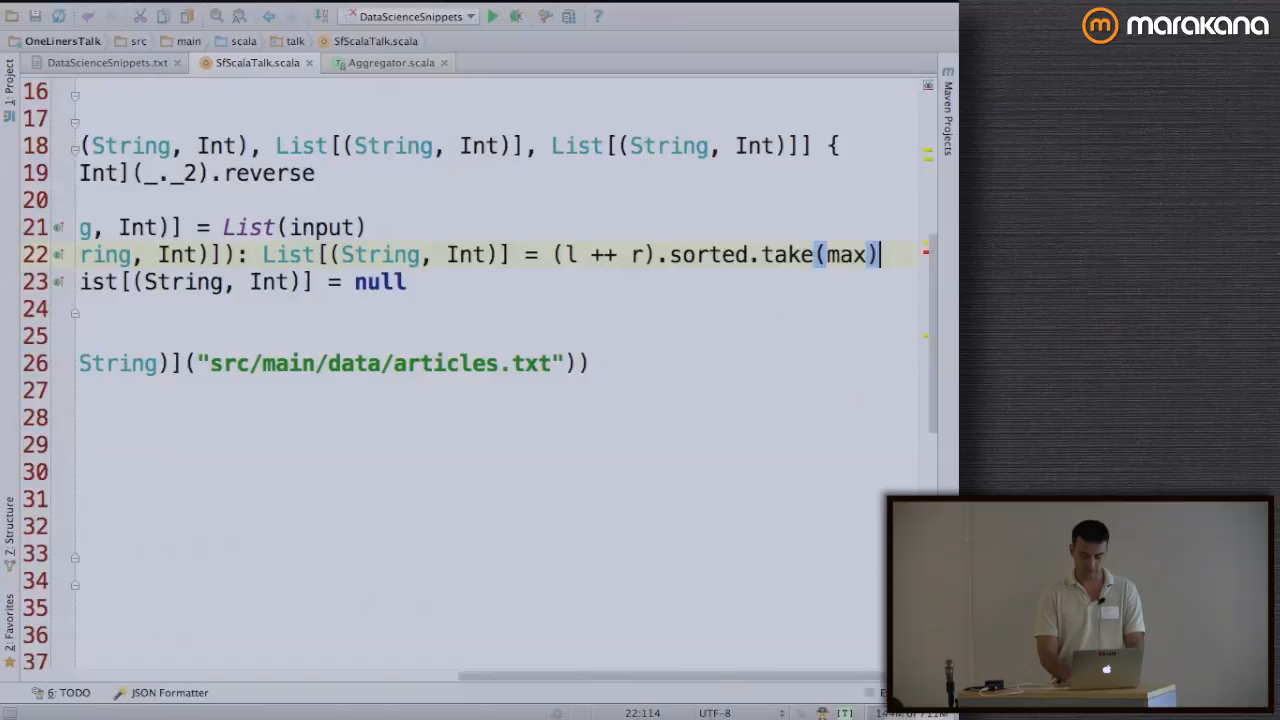 DataScienceSnippets
marakana
OneLinersTalk
src
main
scala
talk
SfScalaTalk.scala
DataScienceSnippets.txt
SfScalaTalk.scala
Aggregator.scala
1: Project
Maven Projects
16
17
18 (String, Int), List[(String, Int)], List[(String, Int)]] {
19 Int](_._2).reverse
20
21 g, Int)] = List(input)
22 ring, Int)]): List[(String, Int)] = (l ++ r).sorted.take(max)
23 ist[(String, Int)] = null
24
25
26 String)]("src/main/data/articles.txt"))
27
28
29
30
31
32
33
34
35
36
37
7: Structure
2: Favorites
6: TODO
JSON Formatter
22:114
UTF-8
[T]